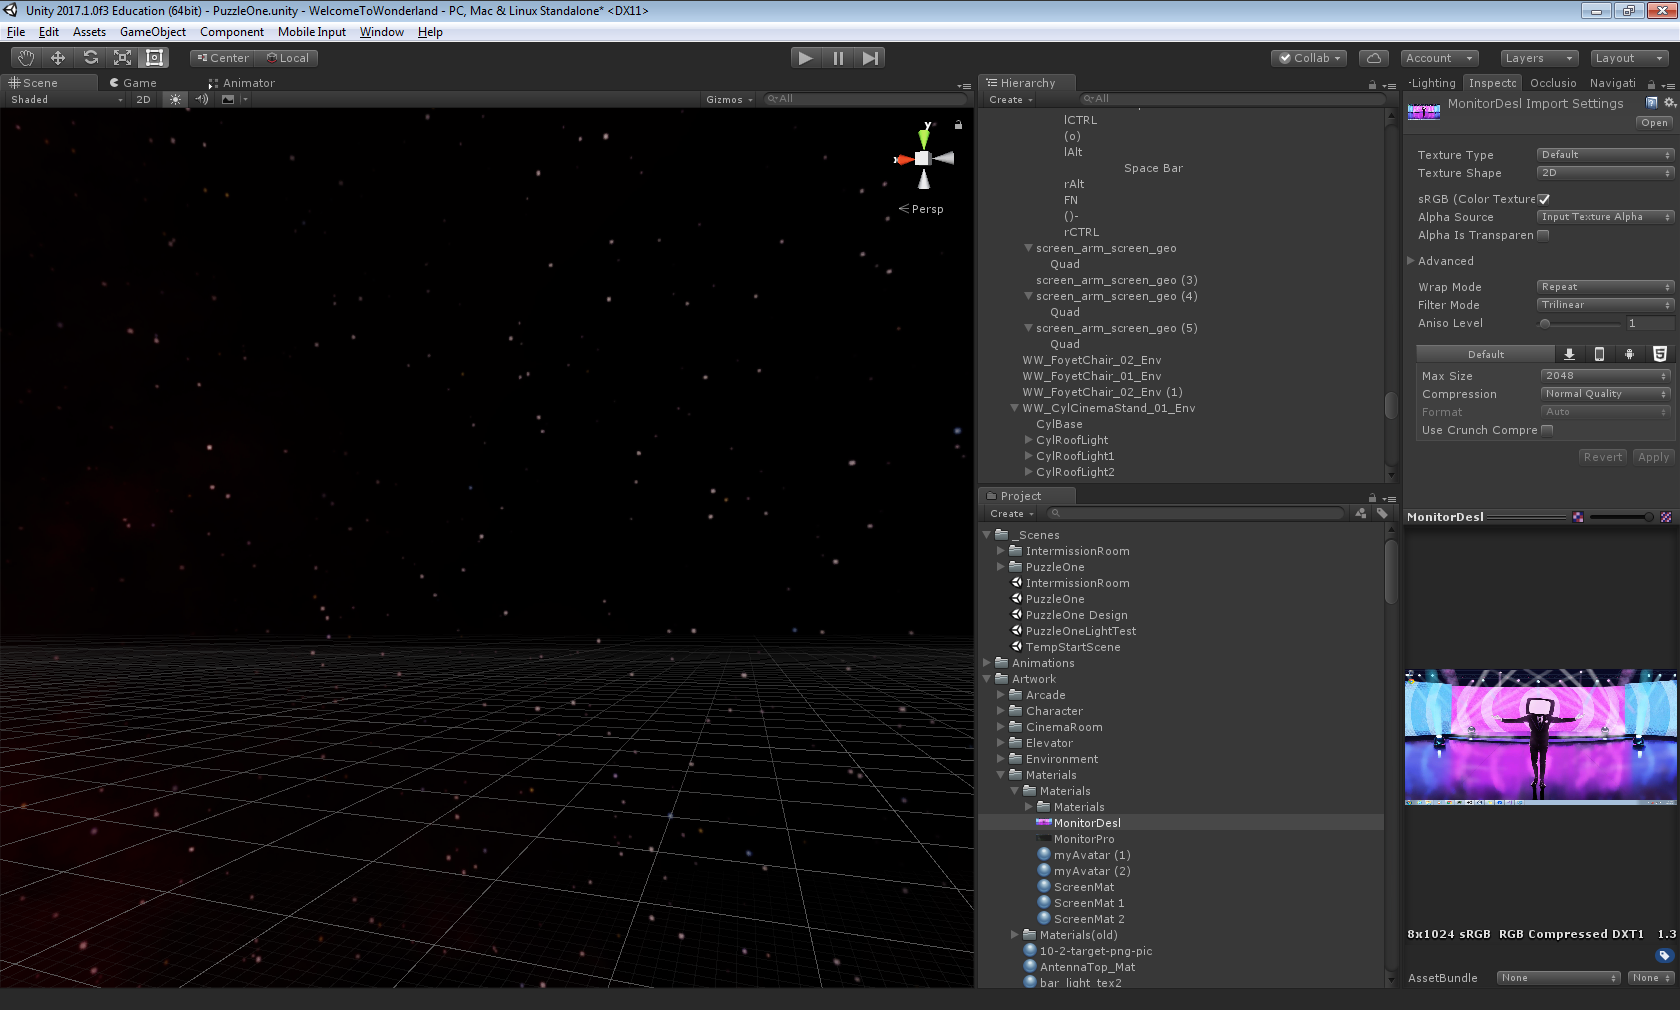 Unity 2017.1.0f3 Education (64bit) - PuzzleOne.unity - WelcomeToWonderland - PC, Mac & Linux Standalone* <DX11>
File Edit Assets GameObject Component Mobile Input Window Help
Center Local
Collab Account Layers Layout
Scene Game Animator
Shaded 2D Gizmos All
y
x
Persp
Hierarchy
Create All
lCTRL
(o)
lAlt
Space Bar
rAlt
FN
()-
rCTRL
screen_arm_screen_geo
Quad
screen_arm_screen_geo (3)
screen_arm_screen_geo (4)
Quad
screen_arm_screen_geo (5)
Quad
WW_FoyetChair_02_Env
WW_FoyetChair_01_Env
WW_FoyetChair_02_Env (1)
WW_CylCinemaStand_01_Env
CylBase
CylRoofLight
CylRoofLight1
CylRoofLight2
Project
Create
_Scenes
IntermissionRoom
PuzzleOne
IntermissionRoom
PuzzleOne
PuzzleOne Design
PuzzleOneLightTest
TempStartScene
Animations
Artwork
Arcade
Character
CinemaRoom
Elevator
Environment
Materials
Materials
Materials
MonitorDesl
MonitorPro
myAvatar (1)
myAvatar (2)
ScreenMat
ScreenMat 1
ScreenMat 2
Materials(old)
10-2-target-png-pic
AntennaTop_Mat
bar_light_tex2
Lighting Inspectc Occlusio Navigati
MonitorDesl Import Settings
Open
Texture Type Default
Texture Shape 2D
sRGB (Color Texture
Alpha Source Input Texture Alpha
Alpha Is Transparen
Advanced
Wrap Mode Repeat
Filter Mode Trilinear
Aniso Level 1
Default
Max Size 2048
Compression Normal Quality
Format Auto
Use Crunch Compre
Revert Apply
MonitorDesl
8x1024 sRGB RGB Compressed DXT1 1.3
AssetBundle None None